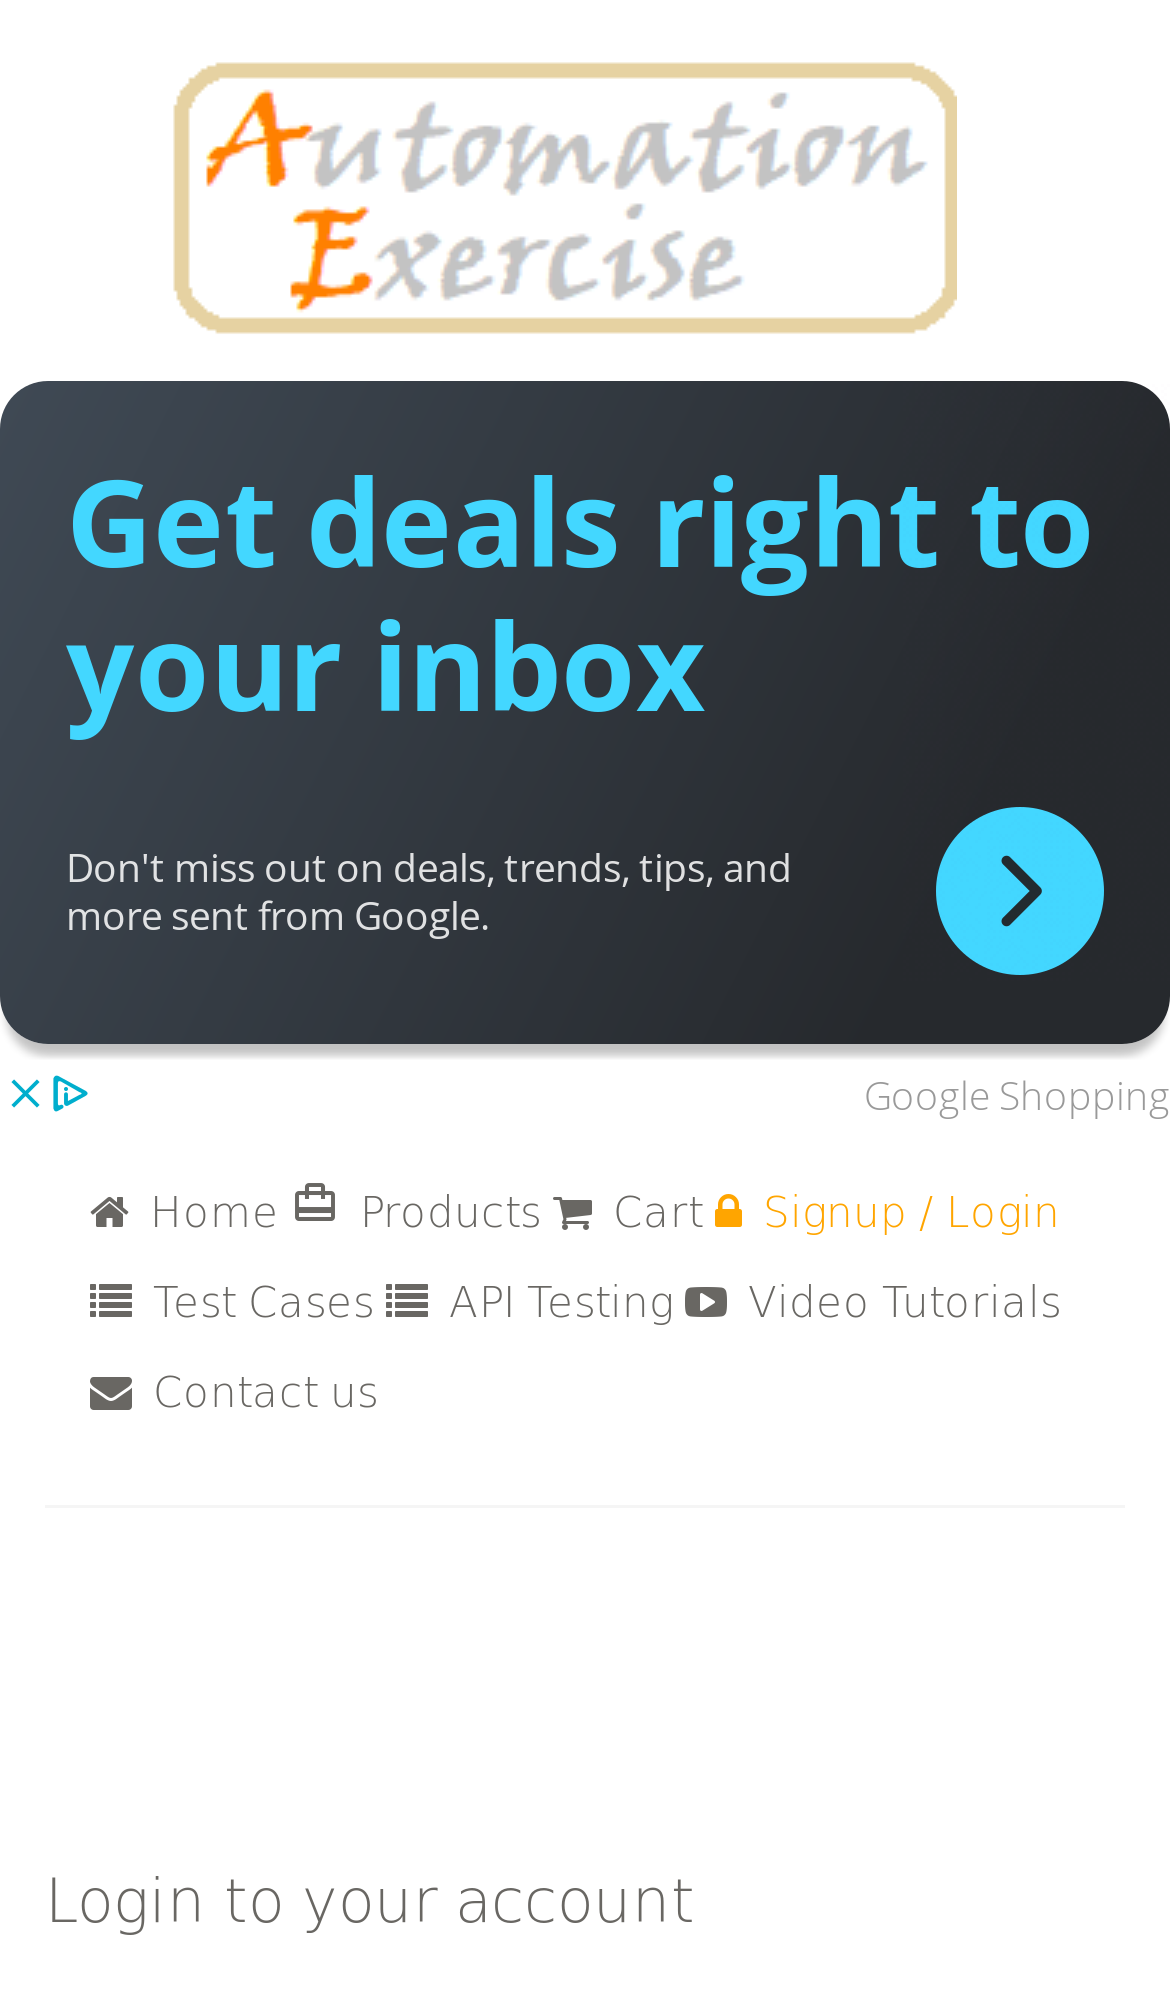 Automation
Exercise
Get deals right to
your inbox
Don't miss out on deals, trends, tips, and
more sent from Google.
Google Shopping
Home Products Cart Signup / Login
Test Cases API Testing Video Tutorials
Contact us
Login to your account